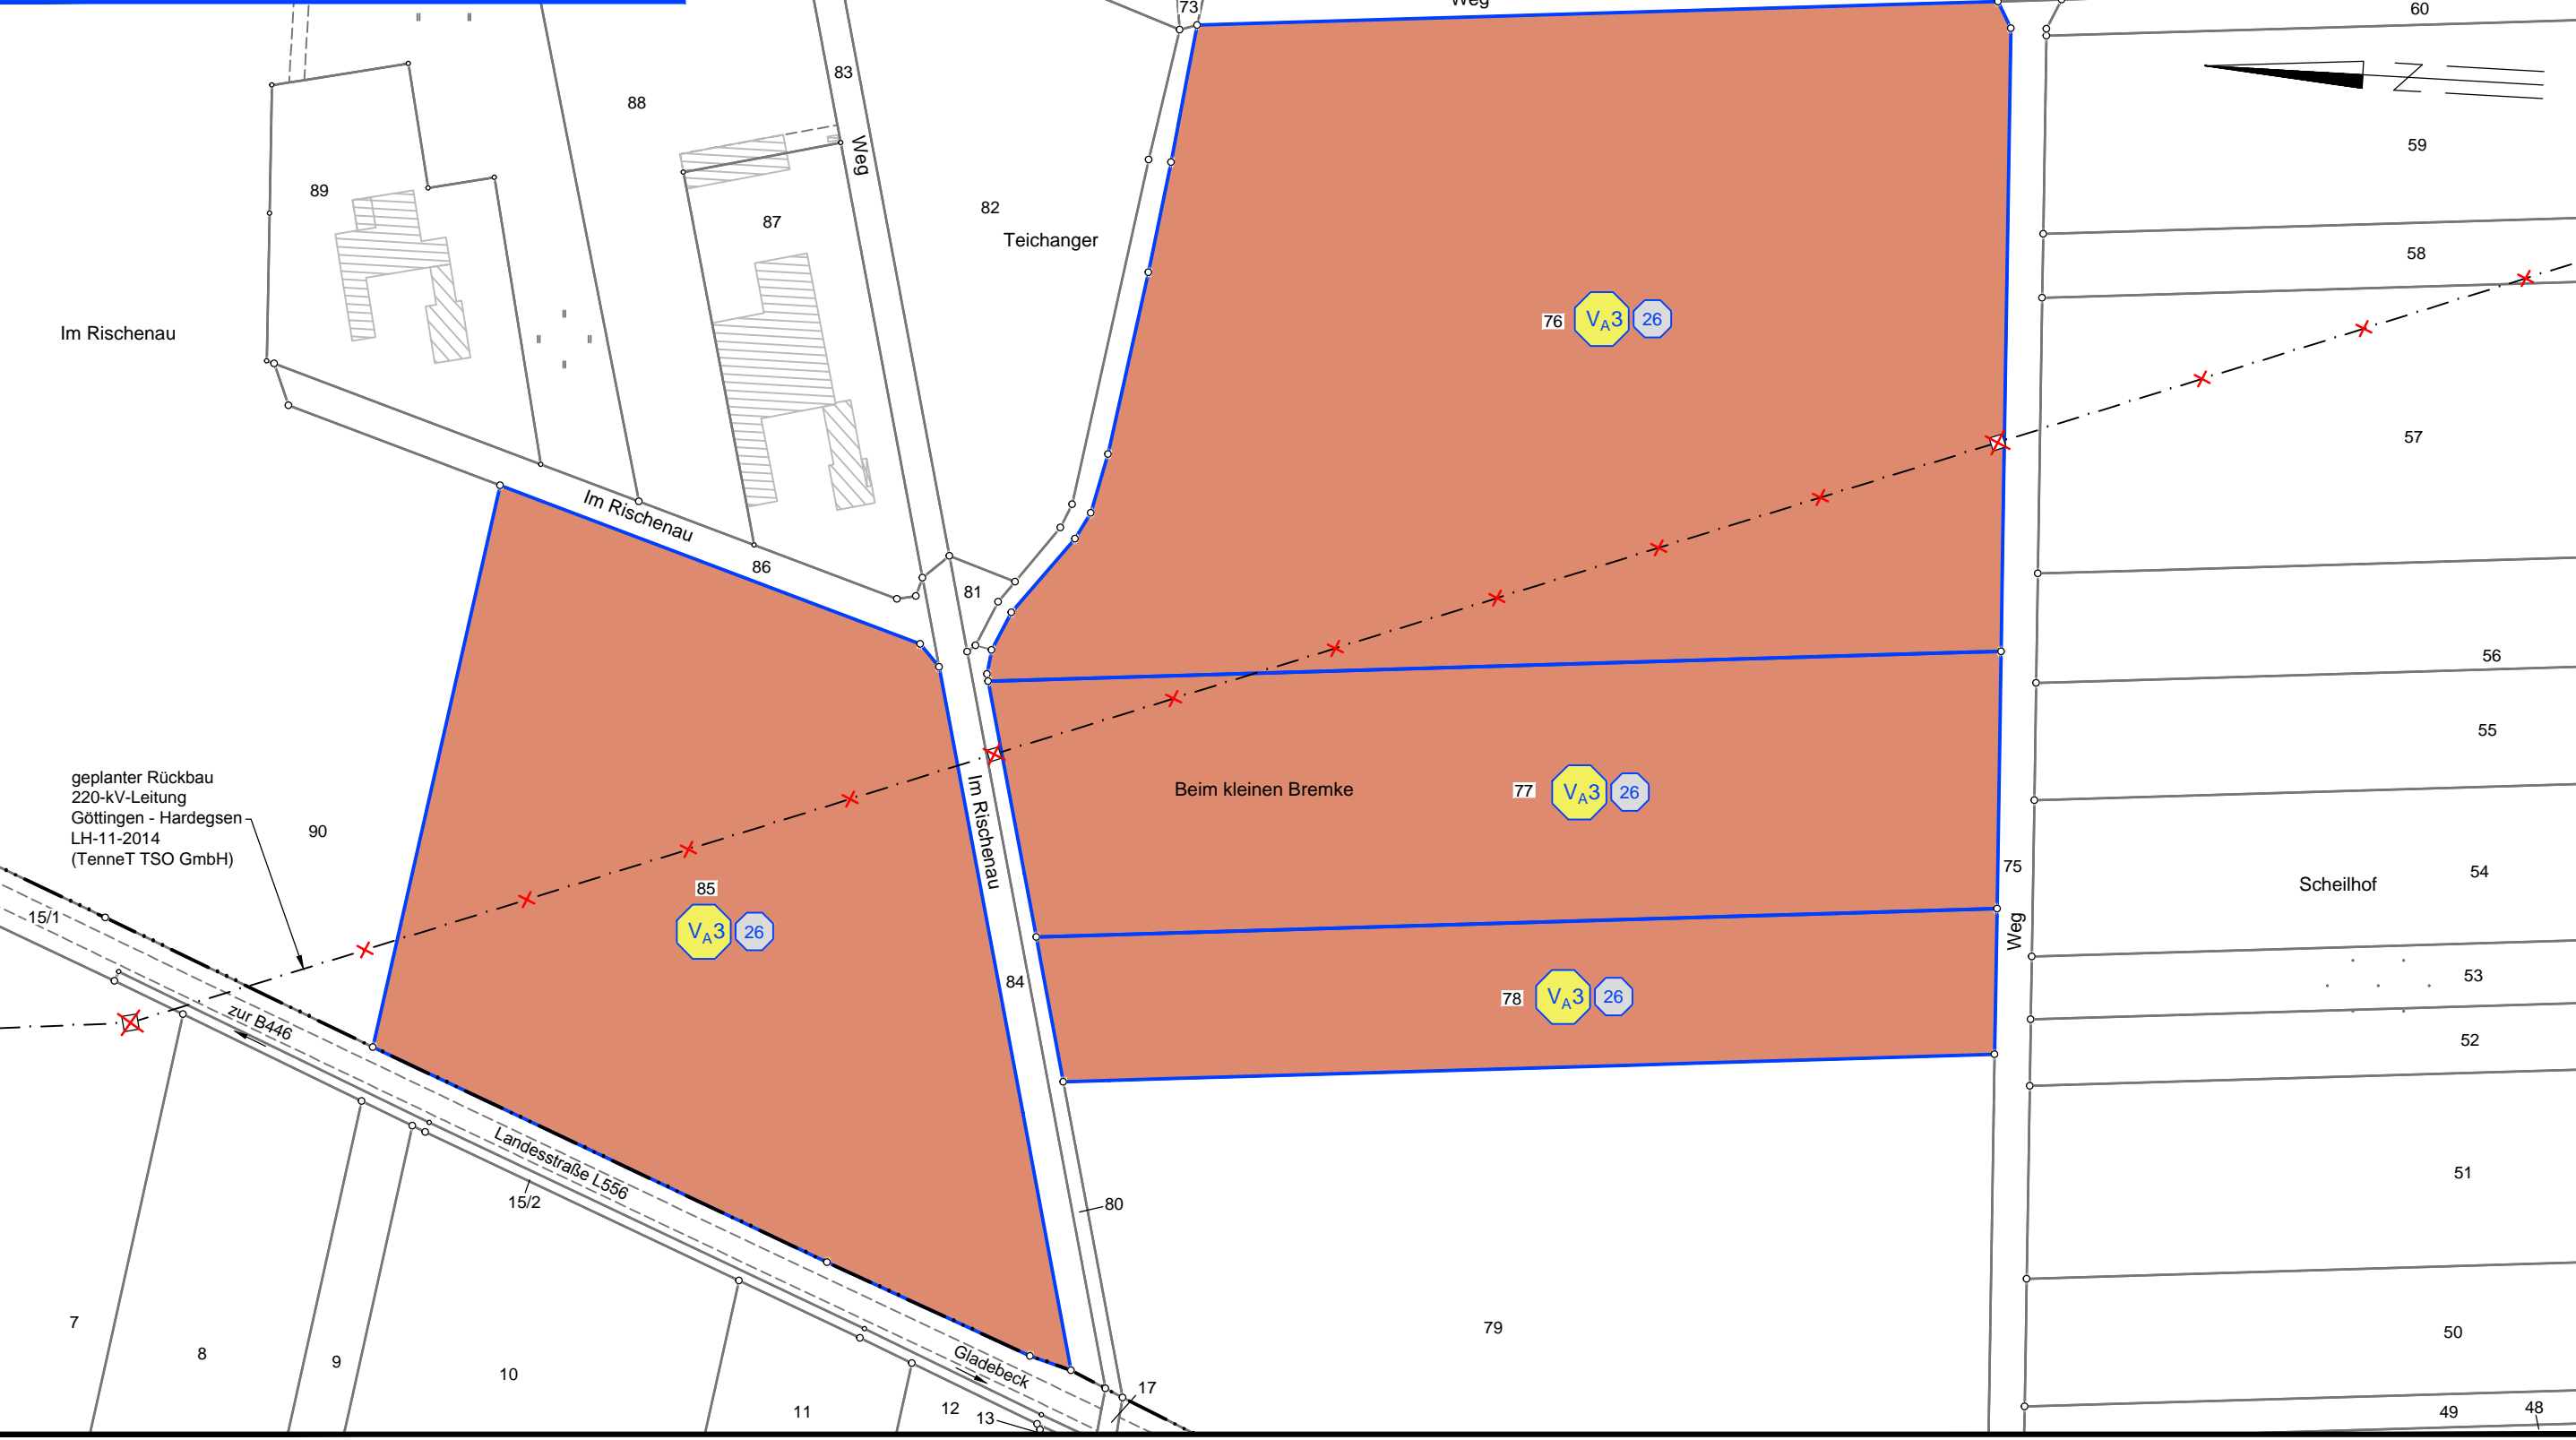 73
Weg
60
83
88
Weg
59
89
82
87
Teichanger
58
Im Rischenau
76
VA3
26
57
Im Rischenau
86
81
56
55
geplanter Rückbau
220-kV-Leitung
Göttingen - Hardegsen
LH-11-2014
(TenneT TSO GmbH)
90
Im Rischenau
Beim kleinen Bremke
77
VA3
26
75
Scheilhof
54
85
VA3
26
15/1
Weg
84
53
78
VA3
26
zur B446
52
Landesstraße L556
15/2
80
51
7
8
9
10
79
50
Gladebeck
17
11
12
13
49
48
N